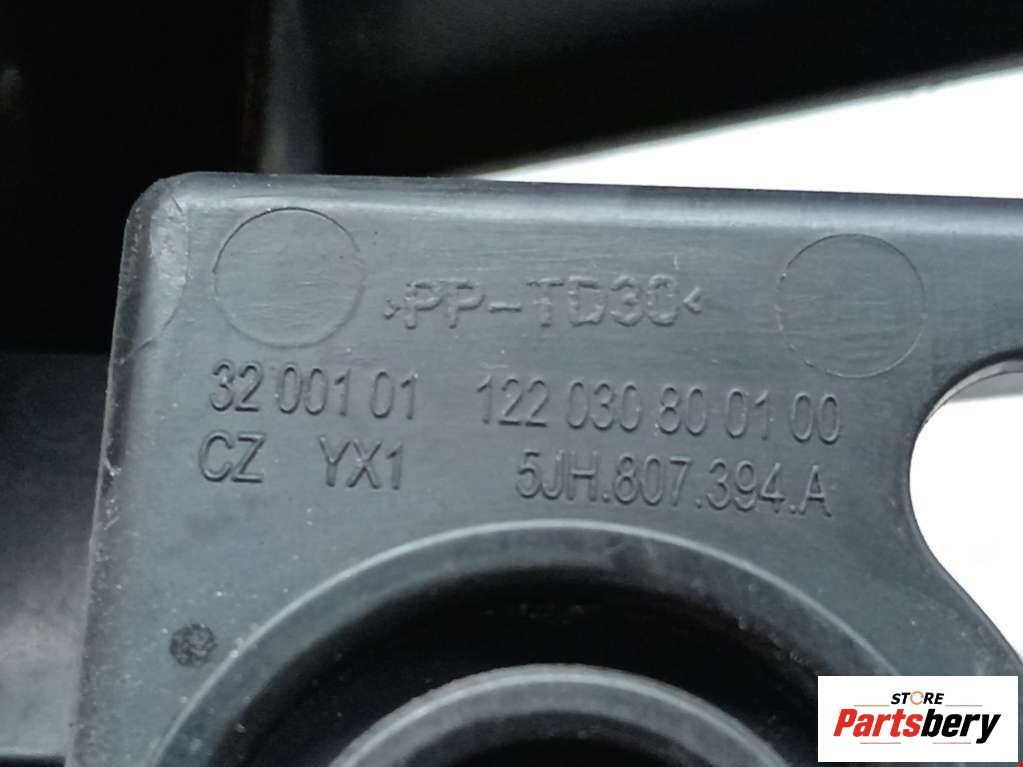 >PP-TD30<
32 001 01 122 030 80 01 00
CZ YX1 5JH.807.394.A
STORE
Partsbery